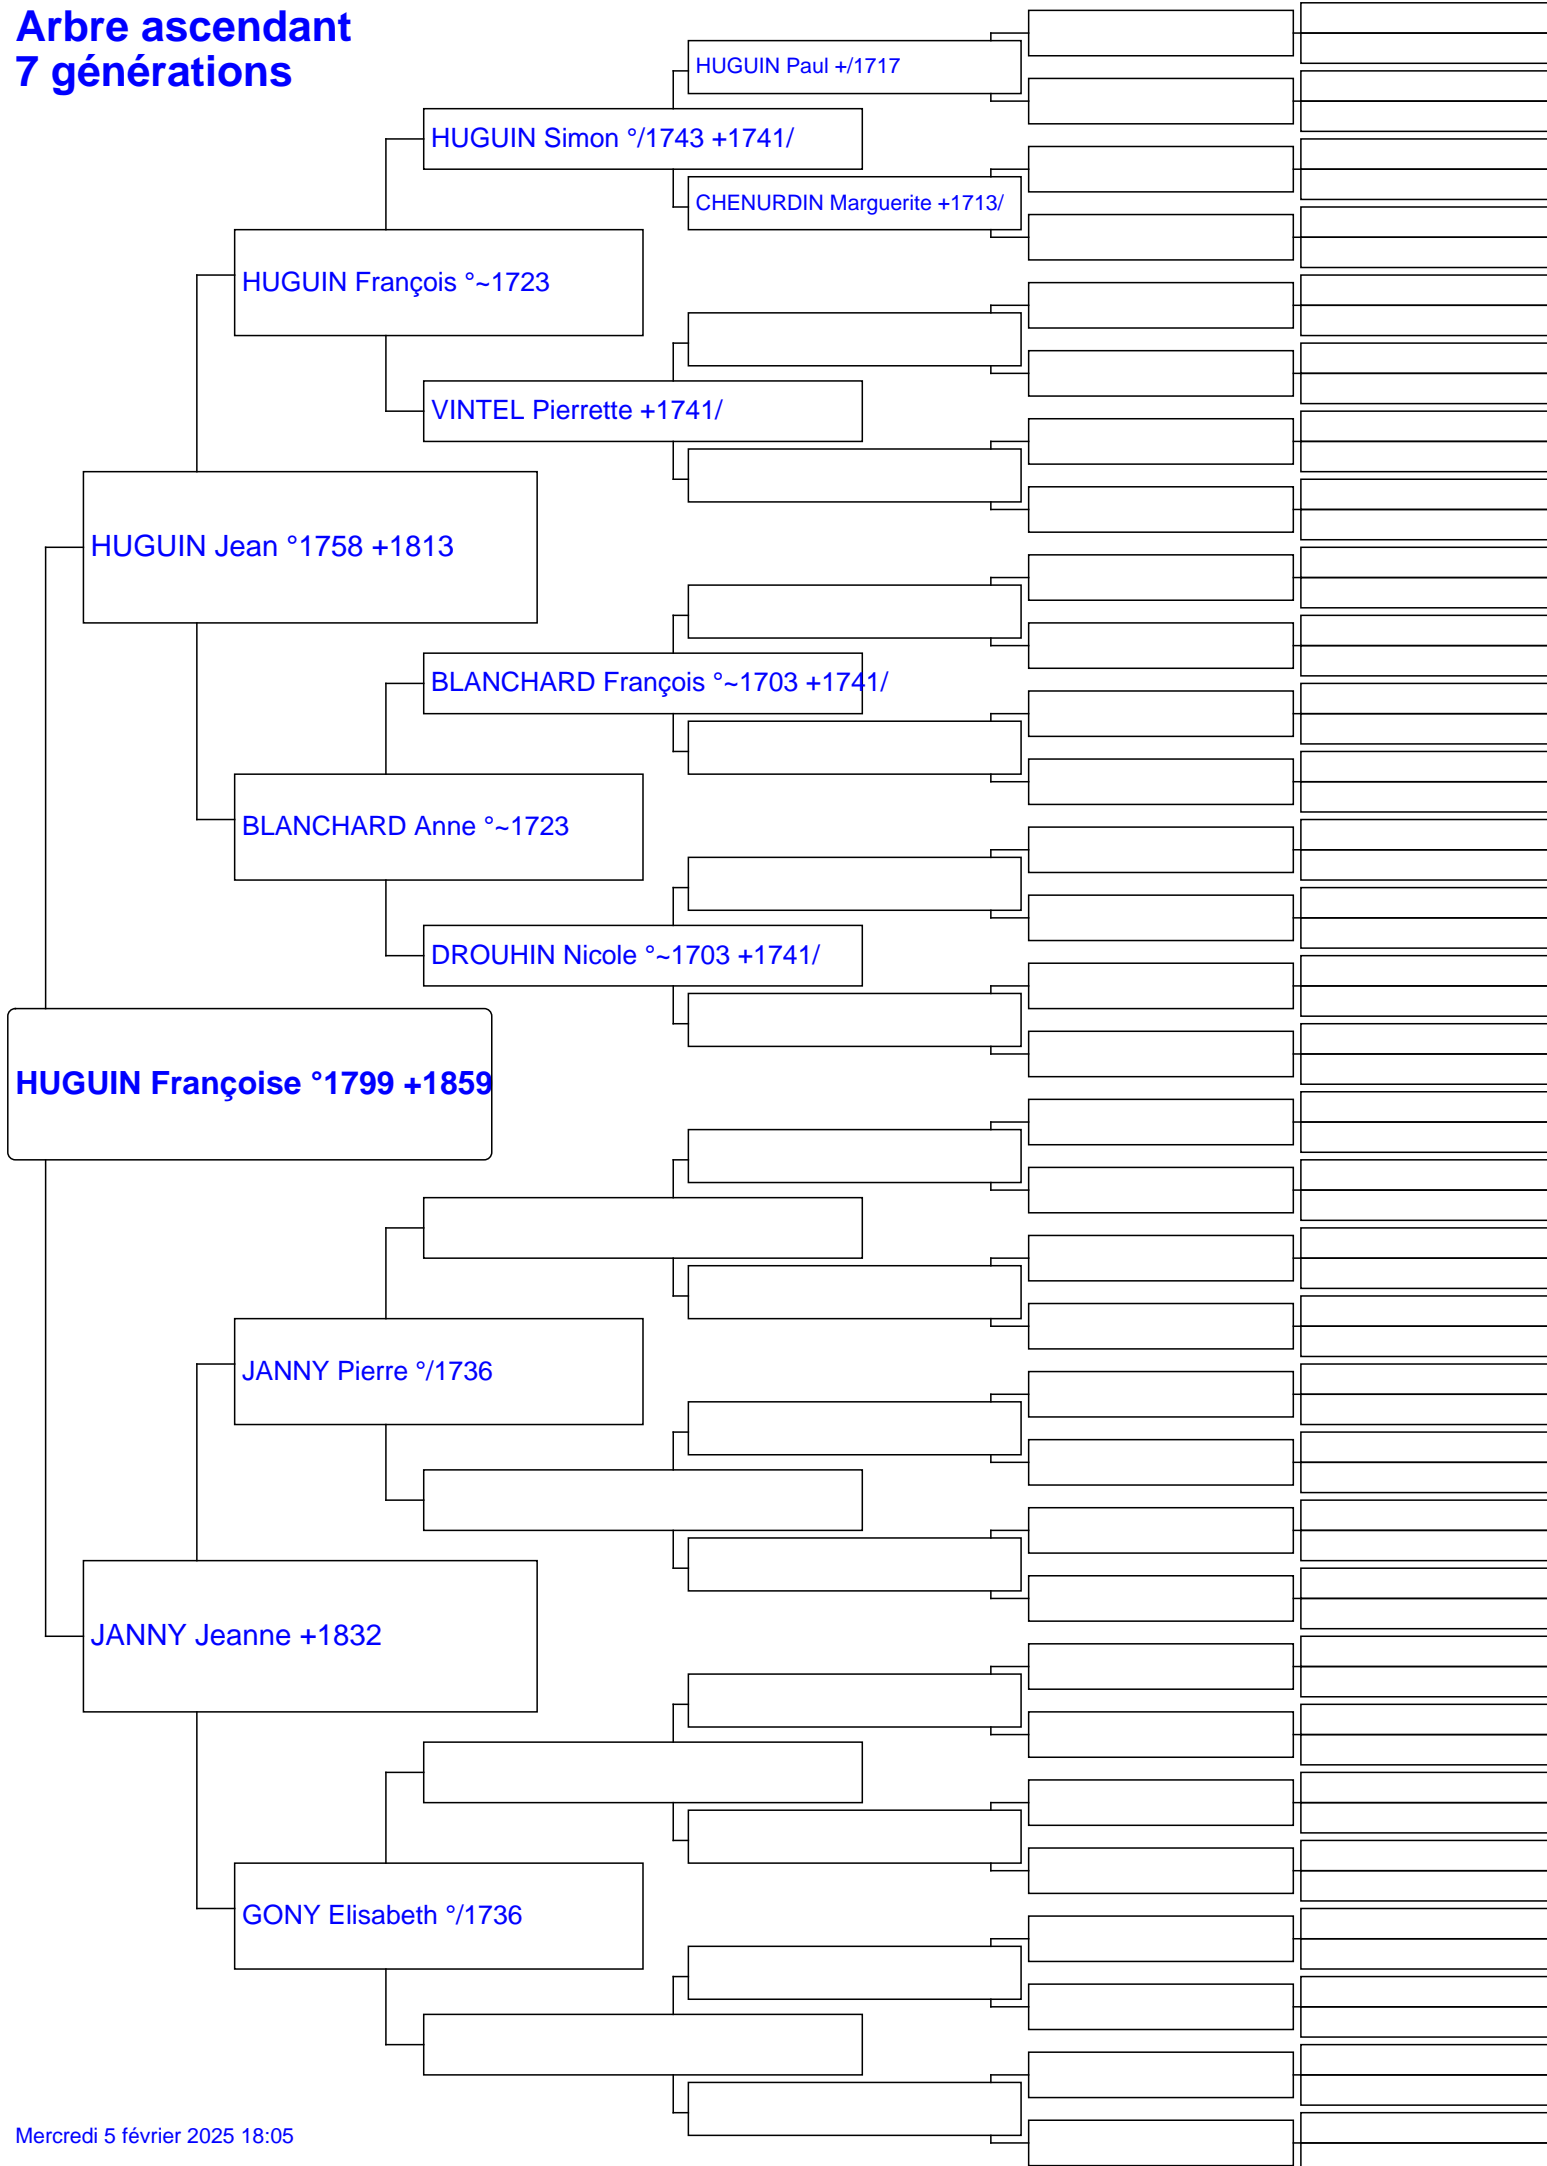 Arbre ascendant
7 générations
HUGUIN Paul +/1717
HUGUIN Simon °/1743 +1741/
CHENURDIN Marguerite +1713/
HUGUIN François °~1723
VINTEL Pierrette +1741/
HUGUIN Jean °1758 +1813
BLANCHARD François °~1703 +1741/
BLANCHARD Anne °~1723
DROUHIN Nicole °~1703 +1741/
HUGUIN Françoise °1799 +1859
JANNY Pierre °/1736
JANNY Jeanne +1832
GONY Elisabeth °/1736
Mercredi 5 février 2025 18:05